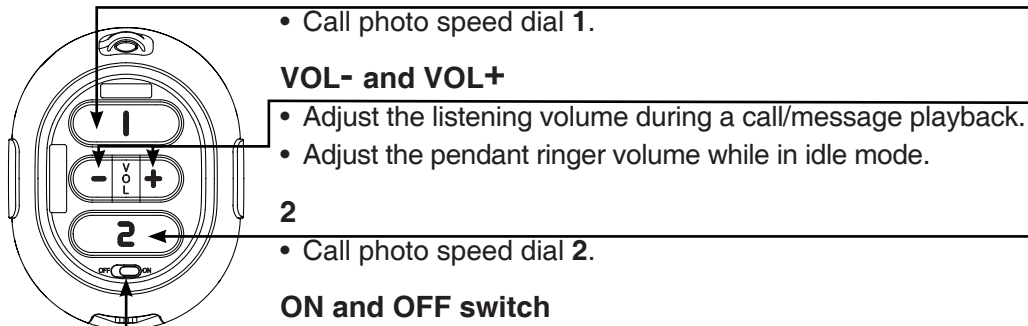 • Call photo speed dial 1.
VOL- and VOL+
• Adjust the listening volume during a call/message playback.
• Adjust the pendant ringer volume while in idle mode.
2
• Call photo speed dial 2.
ON and OFF switch
1
- VOL +
2
OFF ON